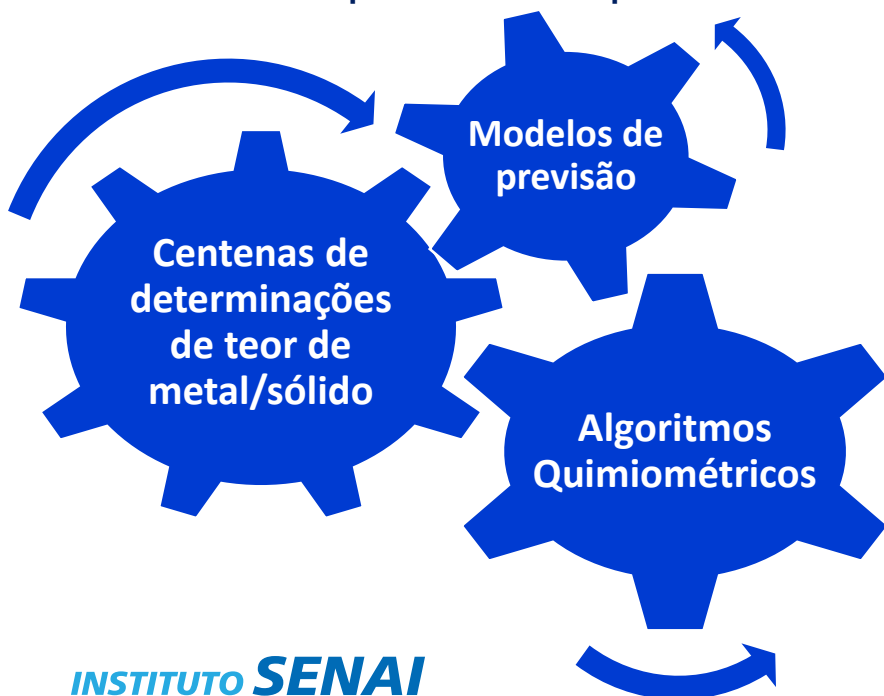 Modelos de
previsão
Centenas de
determinações
de teor de
metal/sólido
Algoritmos
Quimiométricos
INSTITUTO SENAI